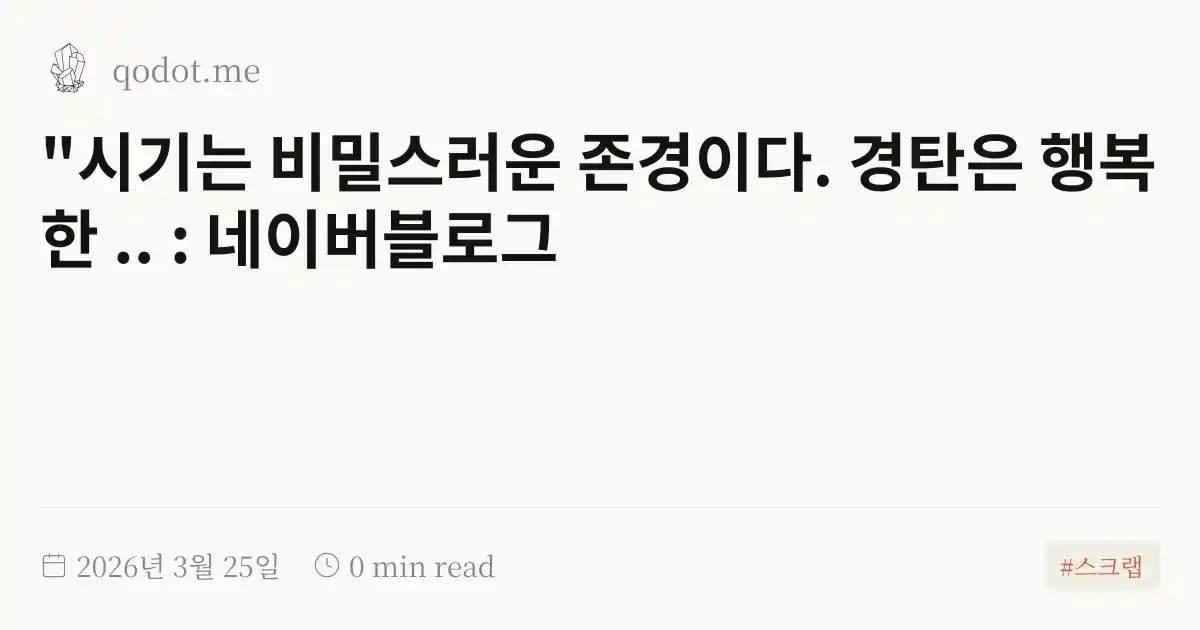 qodot.me
"시기는 비밀스러운 존경이다. 경탄은 행복
한 .. : 네이버블로그
2026년 3월 25일 0 min read #스크랩